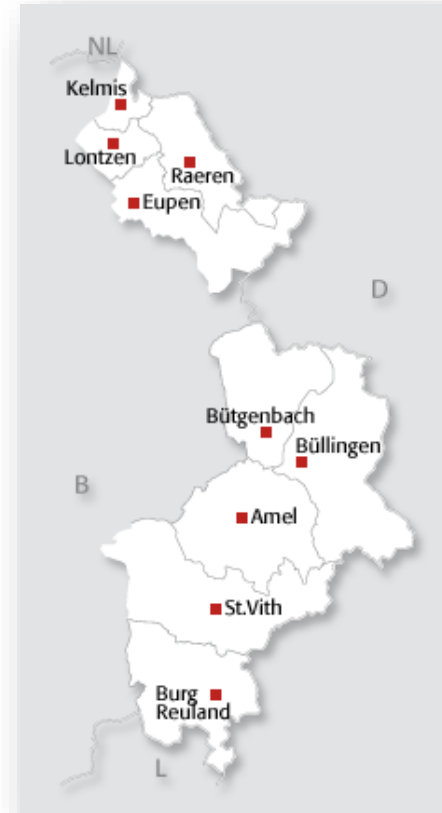 NL
Kelmis
Lontzen
Raeren
Eupen
D
Bütgenbach
Büllingen
B
Amel
St.Vith
Burg
Reuland
L